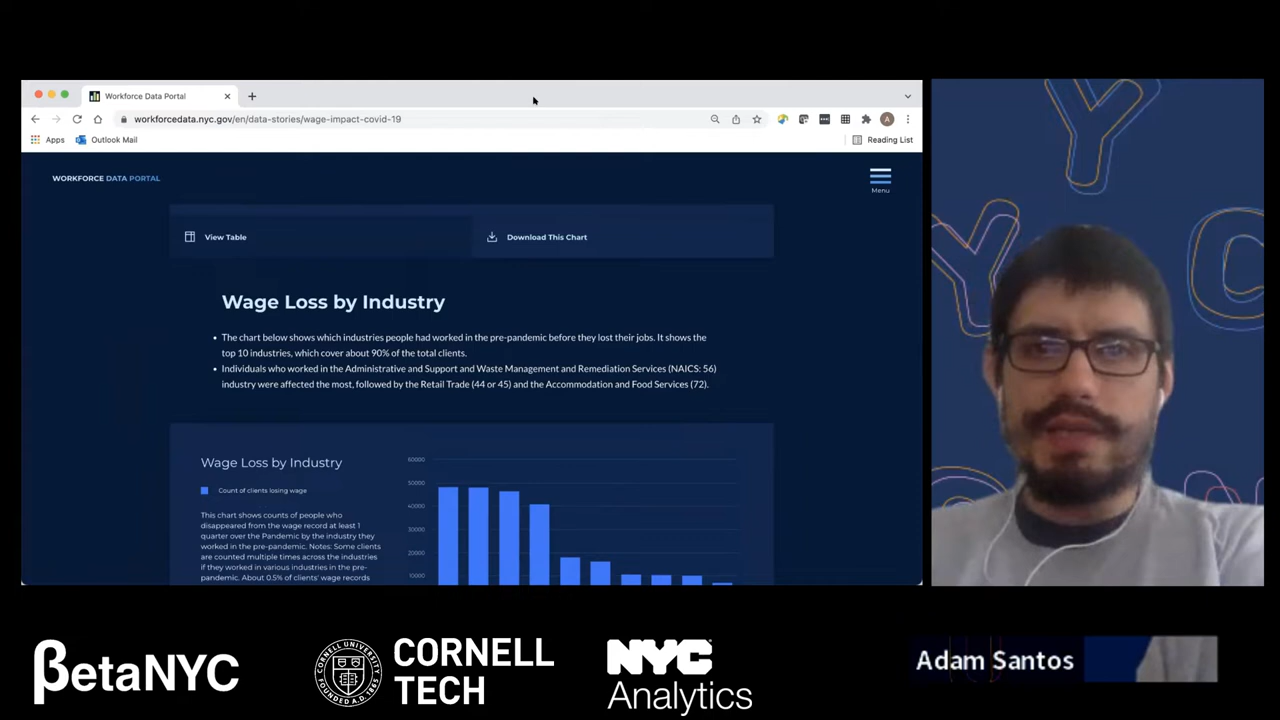 Workforce Data Portal
workforcedata.nyc.gov/en/data-stories/wage-impact-covid-19
A
Apps
Outlook Mail
Reading List
WORKFORCE DATA PORTAL
Menu
View Table
Download This Chart
Wage Loss by Industry
• The chart below shows which industries people had worked in the pre-pandemic before they lost their jobs. It shows the
top 10 industries, which cover about 90% of the total clients.
• Individuals who worked in the Administrative and Support and Waste Management and Remediation Services (NAICS: 56)
industry were affected the most, followed by the Retail Trade (44 or 45) and the Accommodation and Food Services (72).
Wage Loss by Industry
Count of clients losing wage
This chart shows counts of people who
disappeared from the wage record at least 1
quarter over the Pandemic by the industry they
worked in the pre-pandemic. Notes: Some clients
are counted multiple times across the industries
if they worked in various industries in the pre-
pandemic. About 0.5% of clients' wage records
60000
50000
40000
30000
20000
10000
Y
Y
C
N
βetaNYC
CORNELL UNIVERSITY
FOUNDED A.D. 1865
CORNELL
TECH
NYC
Analytics
Adam Santos